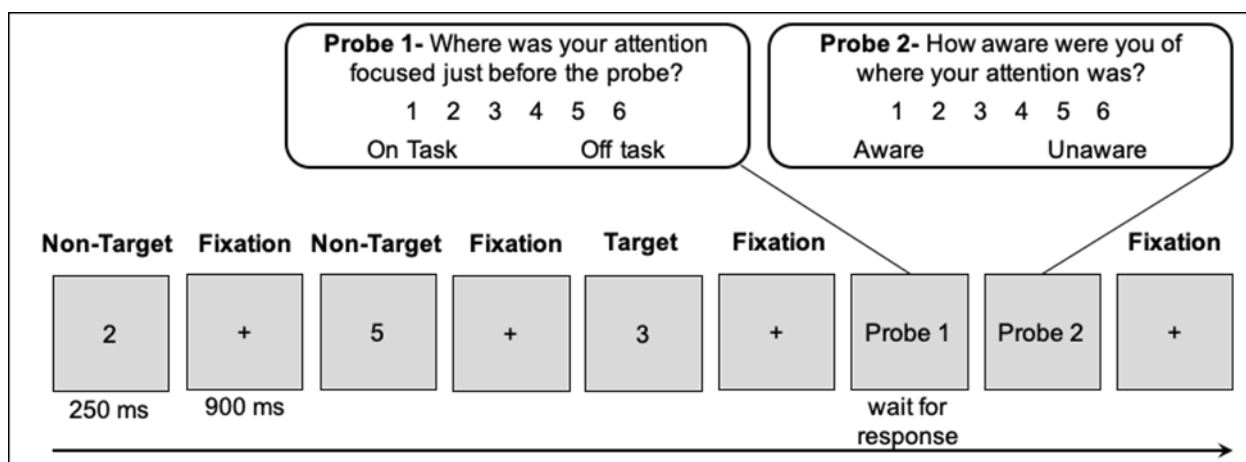 Probe 1- Where was your attention
focused just before the probe?
1 2 3 4 5 6
On Task Off task
Probe 2- How aware were you of
where your attention was?
1 2 3 4 5 6
Aware Unaware
Non-Target Fixation Non-Target Fixation Target Fixation Fixation
2 + 5 + 3 + Probe 1 Probe 2 +
250 ms 900 ms wait for
response